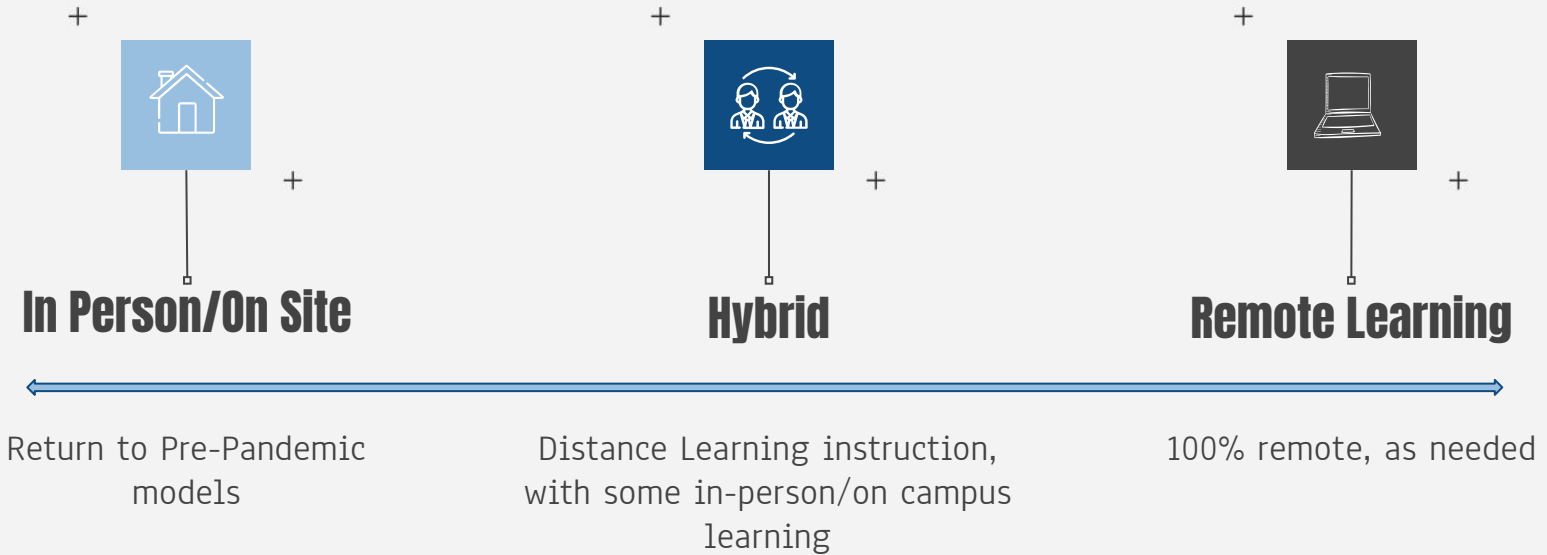 In Person/On Site
Hybrid
Remote Learning
Return to Pre-Pandemic
models
Distance Learning instruction,
with some in-person/on campus
learning
100% remote, as needed